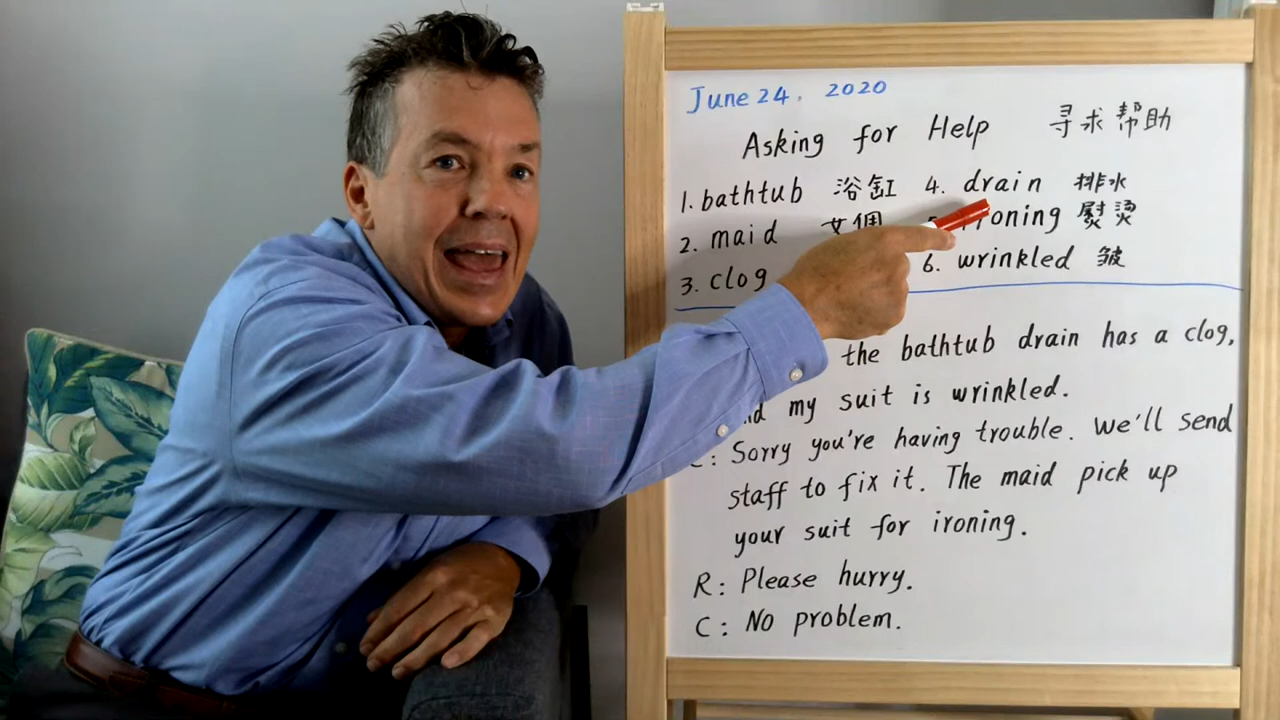 June 24, 2020
Asking for Help 寻求帮助
1. bathtub 浴缸 4. drain 排水
2. maid 女佣 ironing 熨烫
3. clog 6. wrinkled 皱
the bathtub drain has a clog,
my suit is wrinkled.
C: Sorry you're having trouble. We'll send
staff to fix it. The maid pick up
your suit for ironing.
R: Please hurry.
C: No problem.